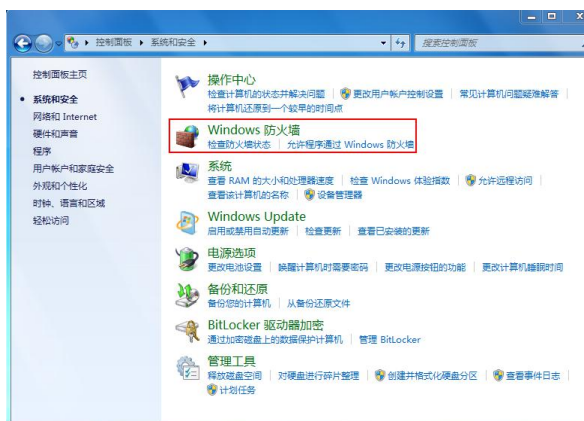 控制面板 ▸ 系统和安全 ▸
搜索控制面板
控制面板主页
系统和安全
网络和 Internet
硬件和声音
程序
用户帐户和家庭安全
外观和个性化
时钟、语言和区域
轻松访问
操作中心
检查计算机的状态并解决问题 更改用户帐户控制设置 常见计算机问题疑难解答
将计算机还原到一个较早的时间点
Windows 防火墙
检查防火墙状态 允许程序通过 Windows 防火墙
系统
查看 RAM 的大小和处理器速度 检查 Windows 体验指数 允许远程访问
查看该计算机的名称 设备管理器
Windows Update
启用或禁用自动更新 检查更新 查看已安装的更新
电源选项
更改电池设置 唤醒计算机时需要密码 更改电源按钮的功能 更改计算机睡眠时间
备份和还原
备份您的计算机 从备份还原文件
BitLocker 驱动器加密
通过加密磁盘上的数据保护计算机 管理 BitLocker
管理工具
释放磁盘空间 对硬盘进行碎片整理 创建并格式化硬盘分区 查看事件日志
计划任务